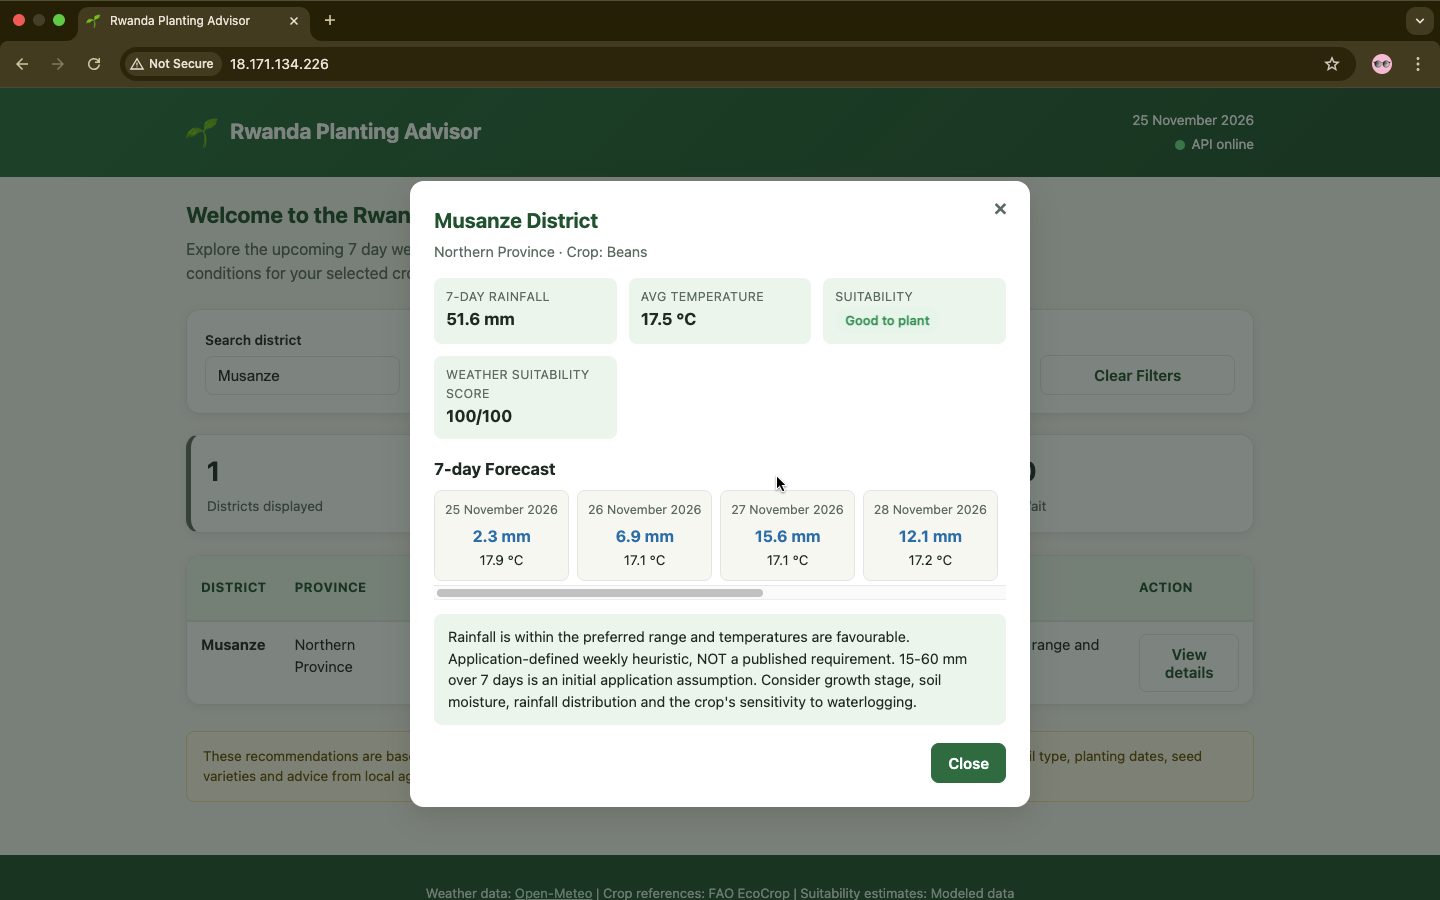 Rwanda Planting Advisor
Not Secure
18.171.134.226
Rwanda Planting Advisor
25 November 2026
API online
Welcome to the Rwan
Explore the upcoming 7 day we
conditions for your selected cro
Search district
Musanze
Clear Filters
1
Districts displayed
Musanze District
Northern Province · Crop: Beans
7-DAY RAINFALL
51.6 mm
AVG TEMPERATURE
17.5 °C
SUITABILITY
Good to plant
WEATHER SUITABILITY
SCORE
100/100
7-day Forecast
25 November 2026
2.3 mm
17.9 °C
26 November 2026
6.9 mm
17.1 °C
27 November 2026
15.6 mm
17.1 °C
28 November 2026
12.1 mm
17.2 °C
Rainfall is within the preferred range and temperatures are favourable.
Application-defined weekly heuristic, NOT a published requirement. 15-60 mm
over 7 days is an initial application assumption. Consider growth stage, soil
moisture, rainfall distribution and the crop's sensitivity to waterlogging.
Close
DISTRICT PROVINCE ACTION
Musanze
Northern
Province
range and
View
details
These recommendations are bas
il type, planting dates, seed
varieties and advice from local ag
Weather data: Open-Meteo | Crop references: FAO EcoCrop | Suitability estimates: Modeled data